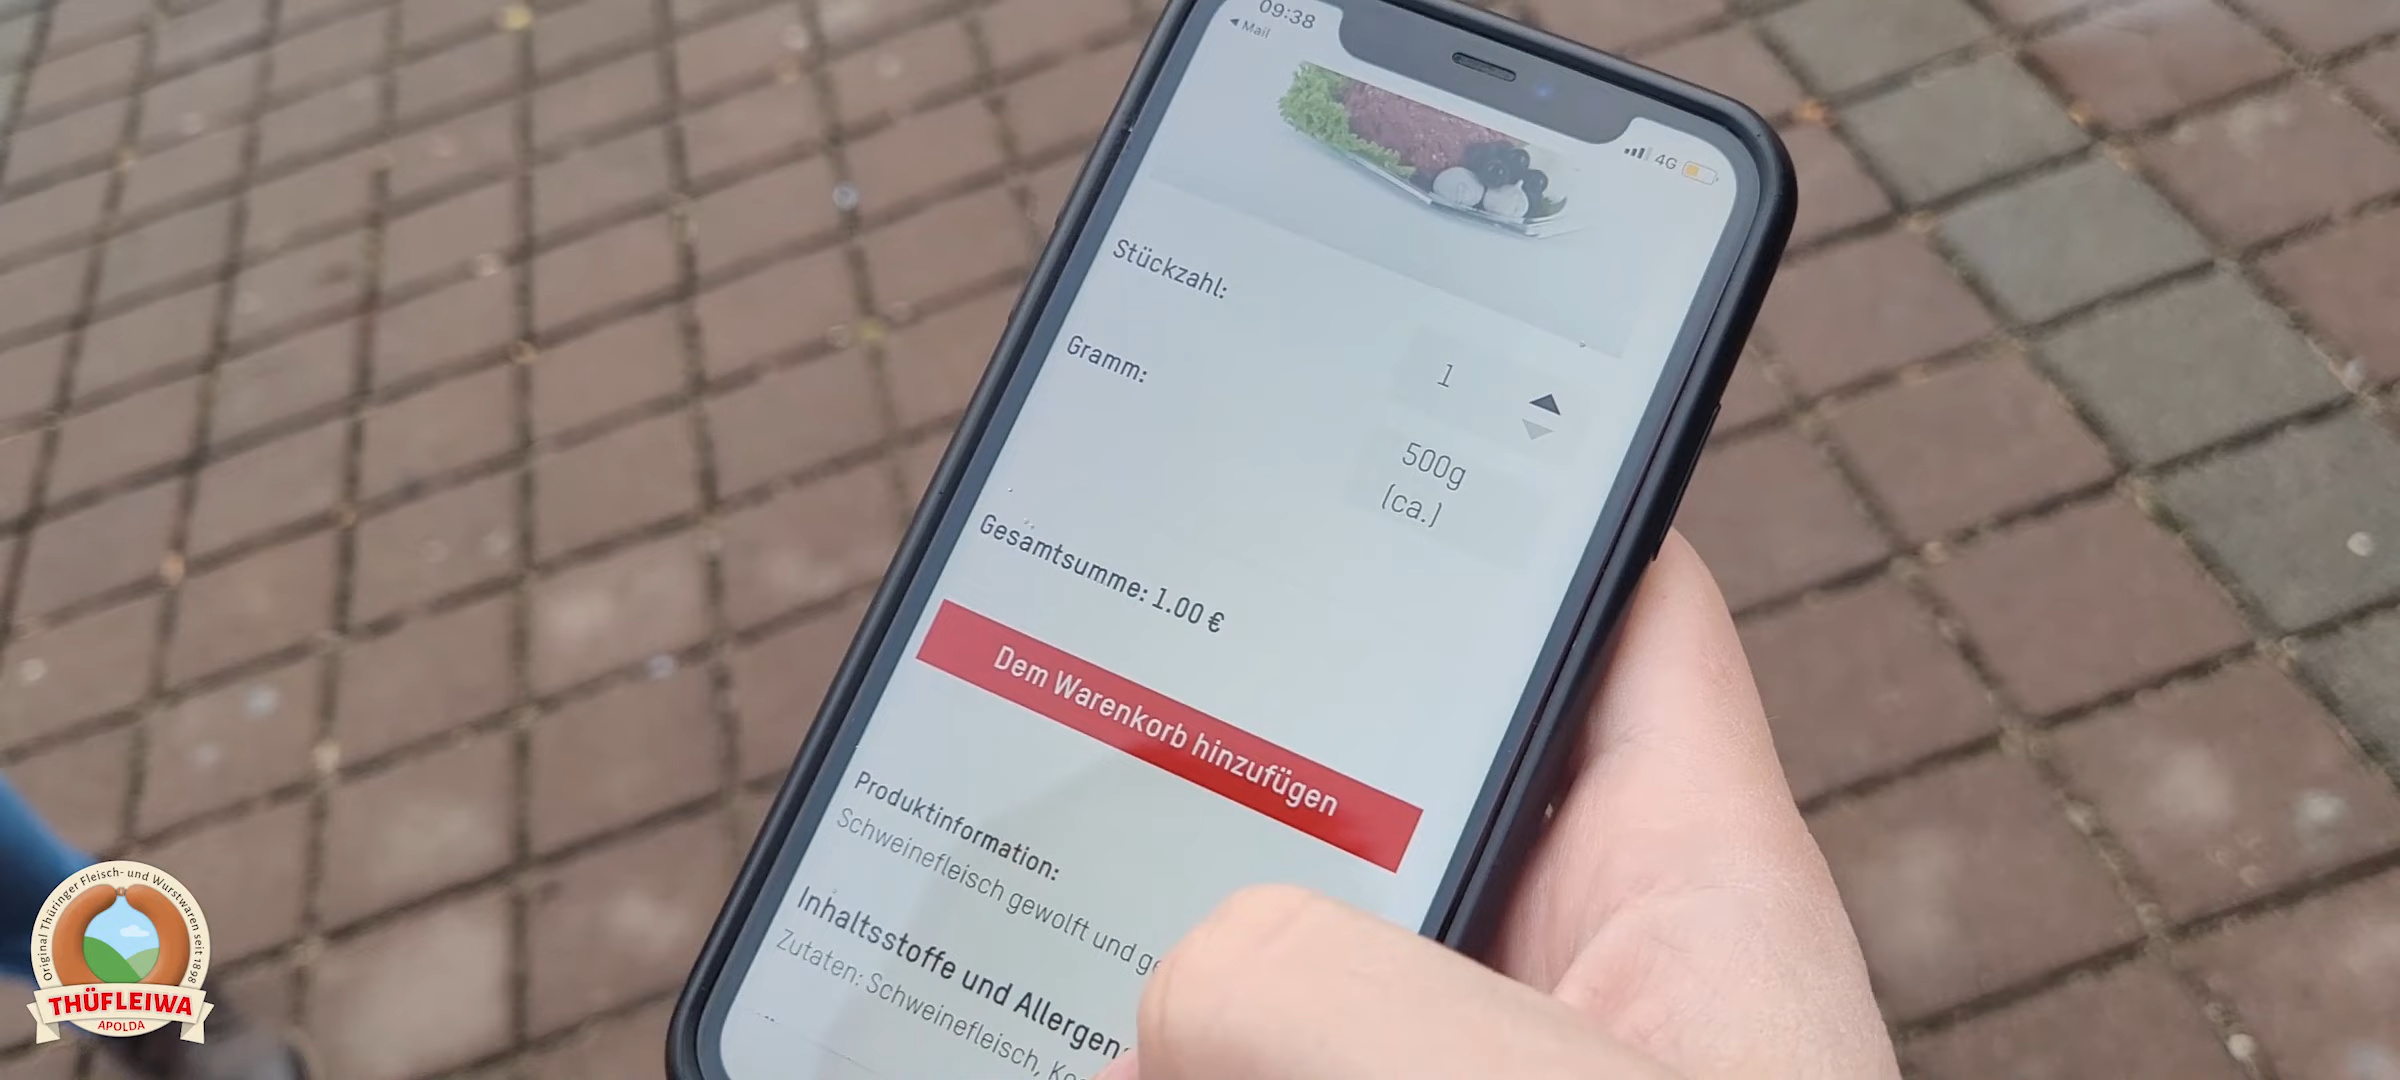 09:38
Mail
4G
Stückzahl:
1
Gramm:
500g
(ca.)
Gesamtsumme: 1.00 €
Dem Warenkorb hinzufügen
Produktinformation:
Schweinefleisch gewolft und
Inhaltsstoffe und
Zutaten: Schweinefleisch,
Original Thüringer Fleisch- und Wurstwaren seit 1898
THÜFLEIWA
APOLDA